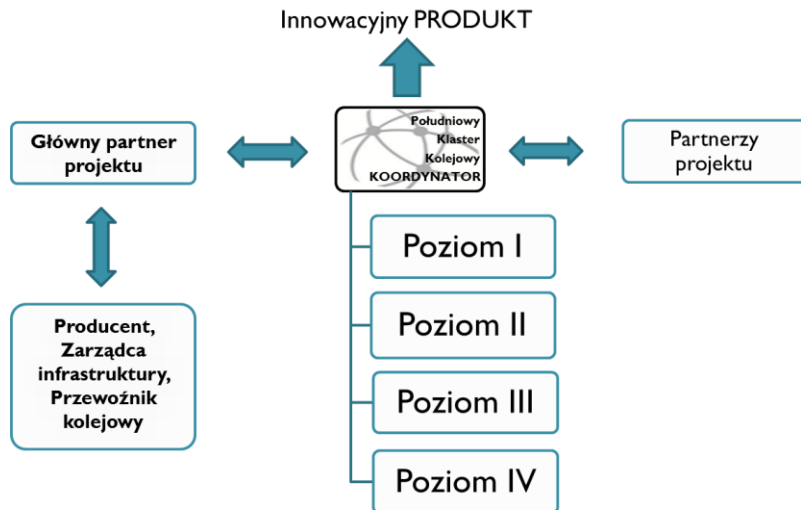 Innowacyjny PRODUKT
Główny partner
projektu
Południowy
Klaster
Kolejowy
KOORDYNATOR
Partnerzy
projektu
Producent,
Zarządca
infrastruktury,
Przewoźnik
kolejowy
Poziom I
Poziom II
Poziom III
Poziom IV